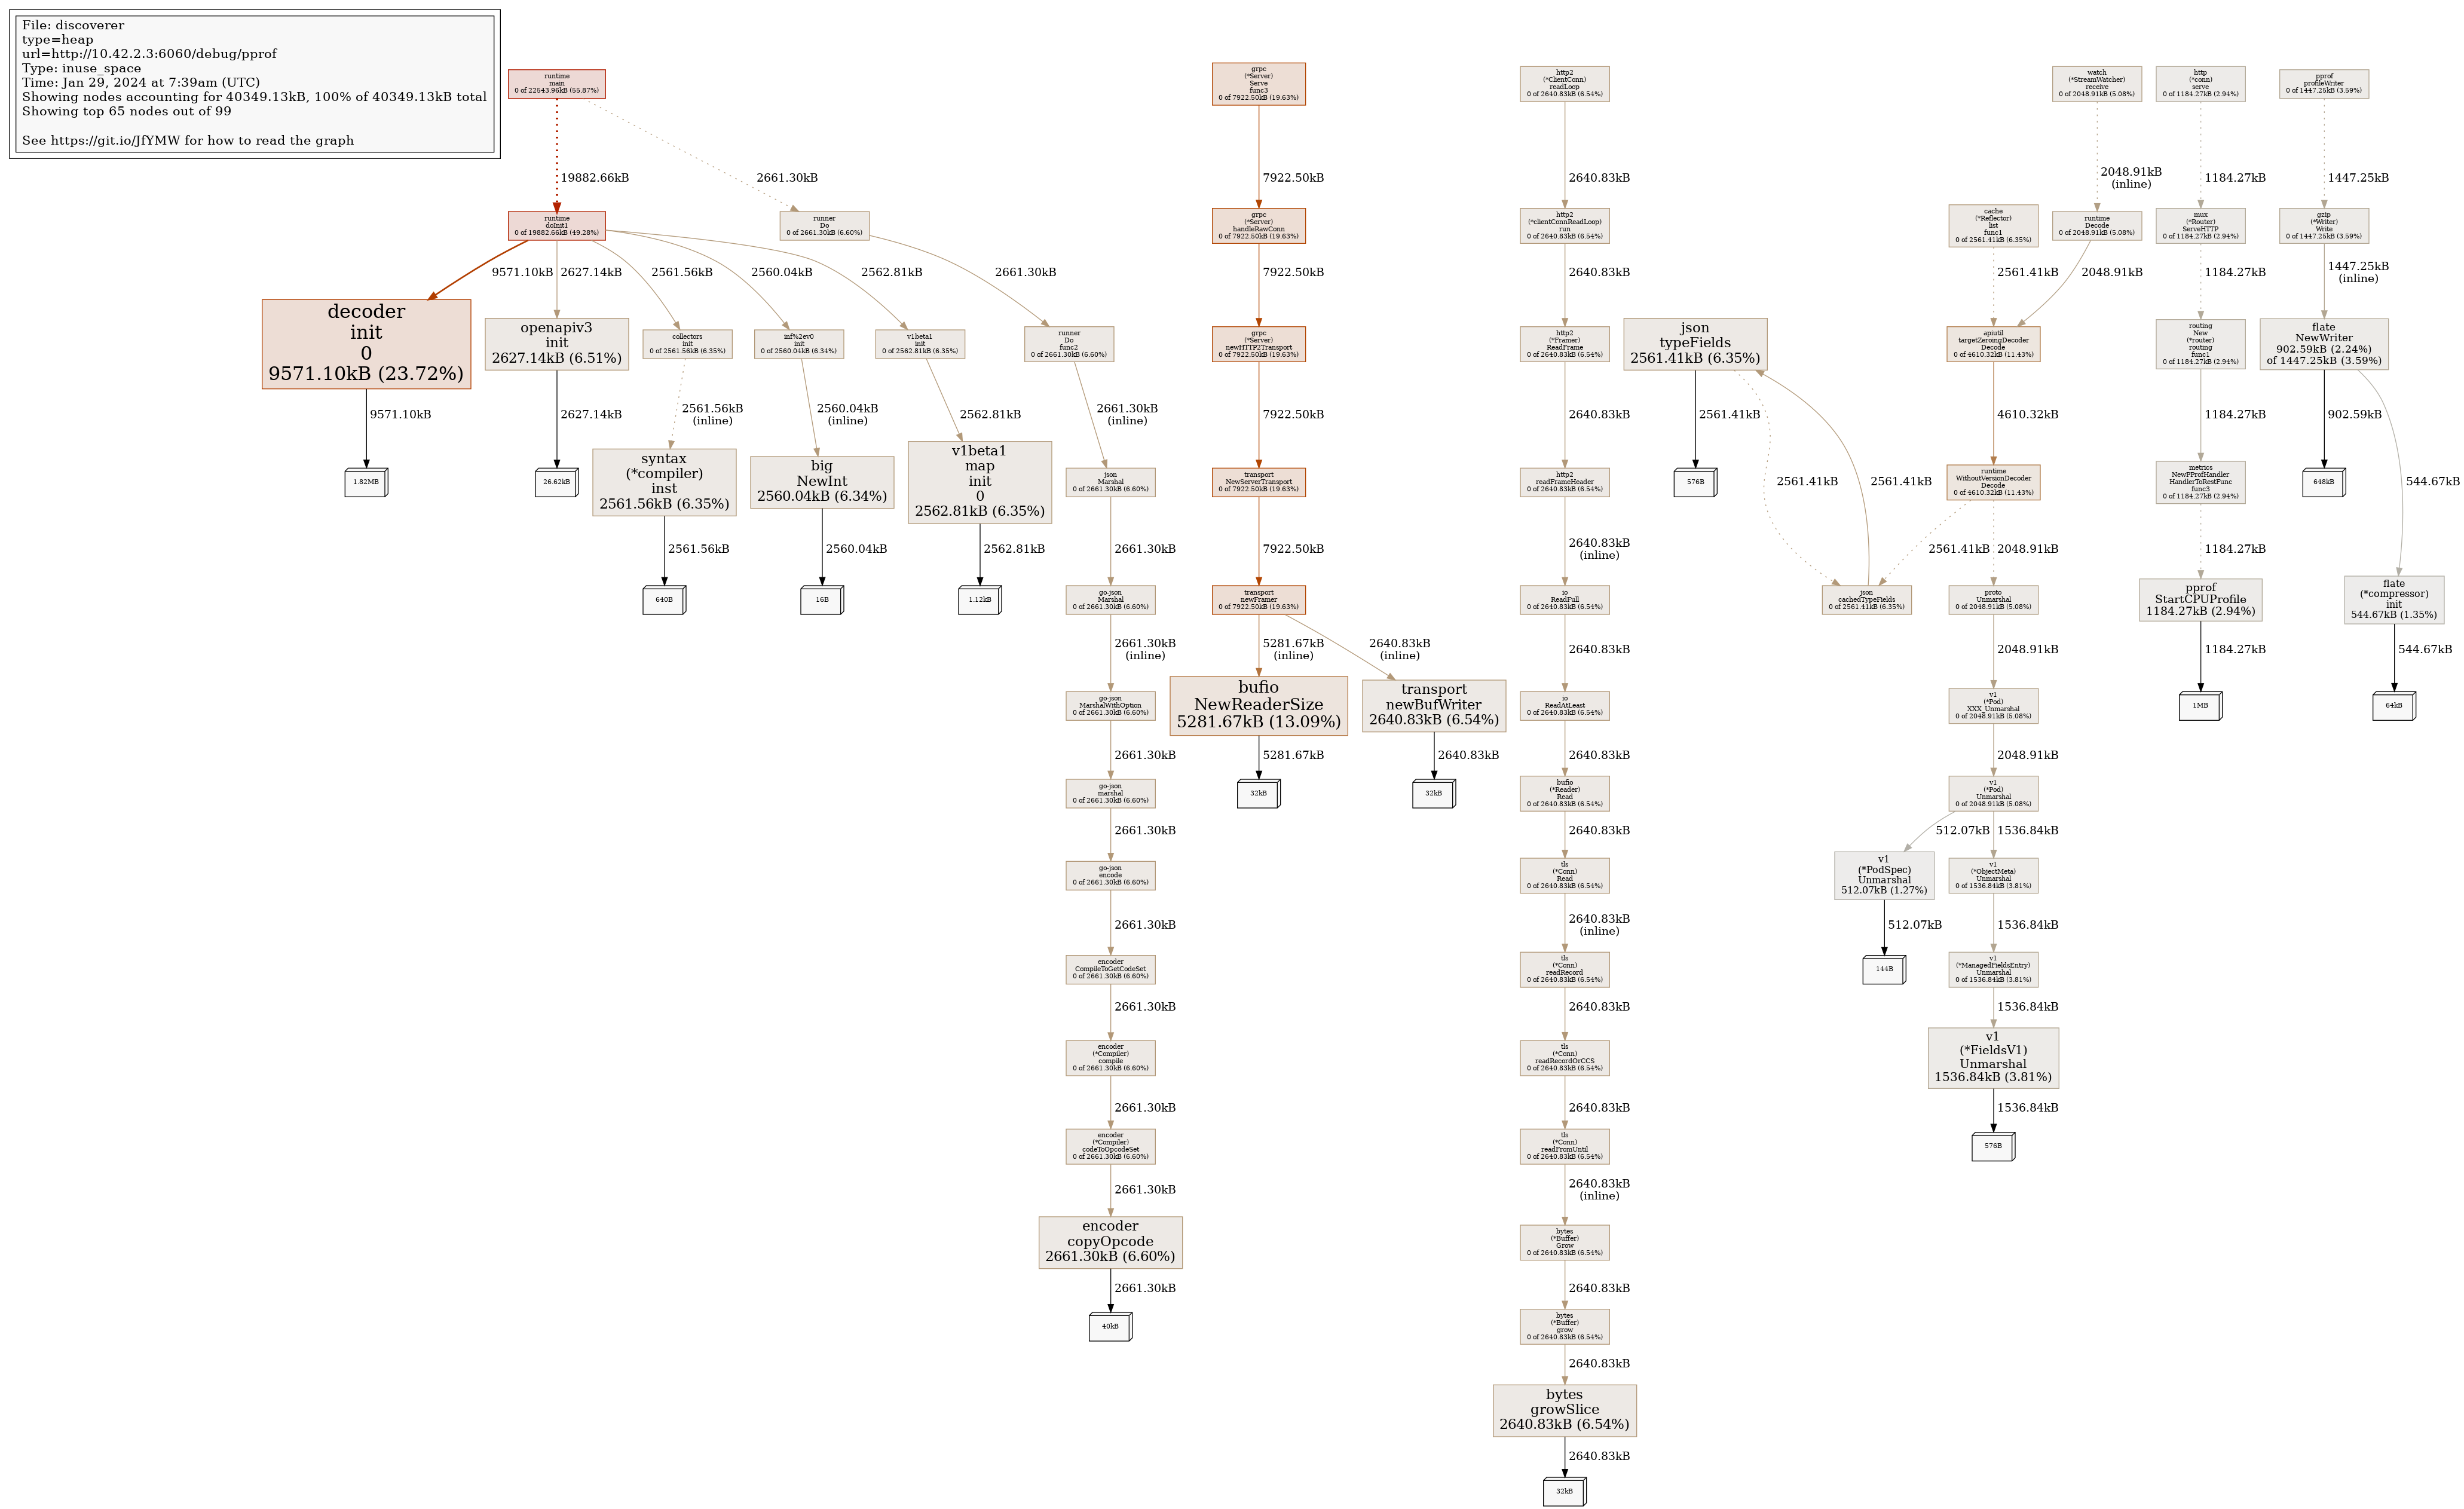 File: discoverer
type=heap
url=http://10.42.2.3:6060/debug/pprof
Type: inuse_space
Time: Jan 29, 2024 at 7:39am (UTC)
Showing nodes accounting for 40349.13kB, 100% of 40349.13kB total
Showing top 65 nodes out of 99
See https://git.io/JfYMW for how to read the graph
runtime
main
0 of 22543.96kB (55.87%)
19882.66kB
2661.30kB
runtime
doInit1
0 of 19882.66kB (49.28%)
runner
Do
0 of 2661.30kB (6.60%)
9571.10kB
2627.14kB
2561.56kB
2560.04kB
2562.81kB
2661.30kB
decoder
init
0
9571.10kB (23.72%)
9571.10kB
1.82MB
openapiv3
init
2627.14kB (6.51%)
2627.14kB
26.62kB
collectors
init
0 of 2561.56kB (6.35%)
2561.56kB
(inline)
syntax
(*compiler)
inst
2561.56kB (6.35%)
2561.56kB
640B
inf%2ev0
init
0 of 2560.04kB (6.34%)
2560.04kB
(inline)
big
NewInt
2560.04kB (6.34%)
2560.04kB
16B
v1beta1
init
0 of 2562.81kB (6.35%)
2562.81kB
v1beta1
map
init
0
2562.81kB (6.35%)
2562.81kB
1.12kB
runner
Do
func2
0 of 2661.30kB (6.60%)
2661.30kB
(inline)
json
Marshal
0 of 2661.30kB (6.60%)
2661.30kB
go-json
Marshal
0 of 2661.30kB (6.60%)
2661.30kB
(inline)
go-json
MarshalWithOption
0 of 2661.30kB (6.60%)
2661.30kB
go-json
marshal
0 of 2661.30kB (6.60%)
2661.30kB
go-json
encode
0 of 2661.30kB (6.60%)
2661.30kB
encoder
CompileToGetCodeSet
0 of 2661.30kB (6.60%)
2661.30kB
encoder
(*Compiler)
compile
0 of 2661.30kB (6.60%)
2661.30kB
encoder
(*Compiler)
codeToOpcodeSet
0 of 2661.30kB (6.60%)
2661.30kB
encoder
copyOpcode
2661.30kB (6.60%)
2661.30kB
40kB
grpc
(*Server)
Serve
func3
0 of 7922.50kB (19.63%)
7922.50kB
grpc
(*Server)
handleRawConn
0 of 7922.50kB (19.63%)
7922.50kB
grpc
(*Server)
newHTTP2Transport
0 of 7922.50kB (19.63%)
7922.50kB
transport
NewServerTransport
0 of 7922.50kB (19.63%)
7922.50kB
transport
newFramer
0 of 7922.50kB (19.63%)
5281.67kB
(inline)
2640.83kB
(inline)
bufio
NewReaderSize
5281.67kB (13.09%)
5281.67kB
32kB
transport
newBufWriter
2640.83kB (6.54%)
2640.83kB
32kB
http2
(*ClientConn)
readLoop
0 of 2640.83kB (6.54%)
2640.83kB
http2
(*clientConnReadLoop)
run
0 of 2640.83kB (6.54%)
2640.83kB
http2
(*Framer)
ReadFrame
0 of 2640.83kB (6.54%)
2640.83kB
http2
readFrameHeader
0 of 2640.83kB (6.54%)
2640.83kB
(inline)
io
ReadFull
0 of 2640.83kB (6.54%)
2640.83kB
io
ReadAtLeast
0 of 2640.83kB (6.54%)
2640.83kB
bufio
(*Reader)
Read
0 of 2640.83kB (6.54%)
2640.83kB
tls
(*Conn)
Read
0 of 2640.83kB (6.54%)
2640.83kB
(inline)
tls
(*Conn)
readRecord
0 of 2640.83kB (6.54%)
2640.83kB
tls
(*Conn)
readRecordOrCCS
0 of 2640.83kB (6.54%)
2640.83kB
tls
(*Conn)
readFromUntil
0 of 2640.83kB (6.54%)
2640.83kB
(inline)
bytes
(*Buffer)
Grow
0 of 2640.83kB (6.54%)
2640.83kB
bytes
(*Buffer)
grow
0 of 2640.83kB (6.54%)
2640.83kB
bytes
growSlice
2640.83kB (6.54%)
2640.83kB
32kB
json
typeFields
2561.41kB (6.35%)
2561.41kB
576B
2561.41kB
2561.41kB
json
cachedTypeFields
0 of 2561.41kB (6.35%)
cache
(*Reflector)
list
func1
0 of 2561.41kB (6.35%)
2561.41kB
watch
(*StreamWatcher)
receive
0 of 2048.91kB (5.08%)
2048.91kB
(inline)
runtime
Decode
0 of 2048.91kB (5.08%)
2048.91kB
apiutil
targetZeroingDecoder
Decode
0 of 4610.32kB (11.43%)
4610.32kB
runtime
WithoutVersionDecoder
Decode
0 of 4610.32kB (11.43%)
2561.41kB
2048.91kB
proto
Unmarshal
0 of 2048.91kB (5.08%)
2048.91kB
v1
(*Pod)
XXX_Unmarshal
0 of 2048.91kB (5.08%)
2048.91kB
v1
(*Pod)
Unmarshal
0 of 2048.91kB (5.08%)
512.07kB
1536.84kB
v1
(*PodSpec)
Unmarshal
512.07kB (1.27%)
512.07kB
144B
v1
(*ObjectMeta)
Unmarshal
0 of 1536.84kB (3.81%)
1536.84kB
v1
(*ManagedFieldsEntry)
Unmarshal
0 of 1536.84kB (3.81%)
1536.84kB
v1
(*FieldsV1)
Unmarshal
1536.84kB (3.81%)
1536.84kB
576B
http
(*conn)
serve
0 of 1184.27kB (2.94%)
1184.27kB
mux
(*Router)
ServeHTTP
0 of 1184.27kB (2.94%)
1184.27kB
routing
New
(*router)
routing
func1
0 of 1184.27kB (2.94%)
1184.27kB
metrics
NewPProfHandler
HandlerToRestFunc
func3
0 of 1184.27kB (2.94%)
1184.27kB
pprof
StartCPUProfile
1184.27kB (2.94%)
1184.27kB
1MB
pprof
profileWriter
0 of 1447.25kB (3.59%)
1447.25kB
gzip
(*Writer)
Write
0 of 1447.25kB (3.59%)
1447.25kB
(inline)
flate
NewWriter
902.59kB (2.24%)
of 1447.25kB (3.59%)
902.59kB
648kB
544.67kB
flate
(*compressor)
init
544.67kB (1.35%)
544.67kB
64kB